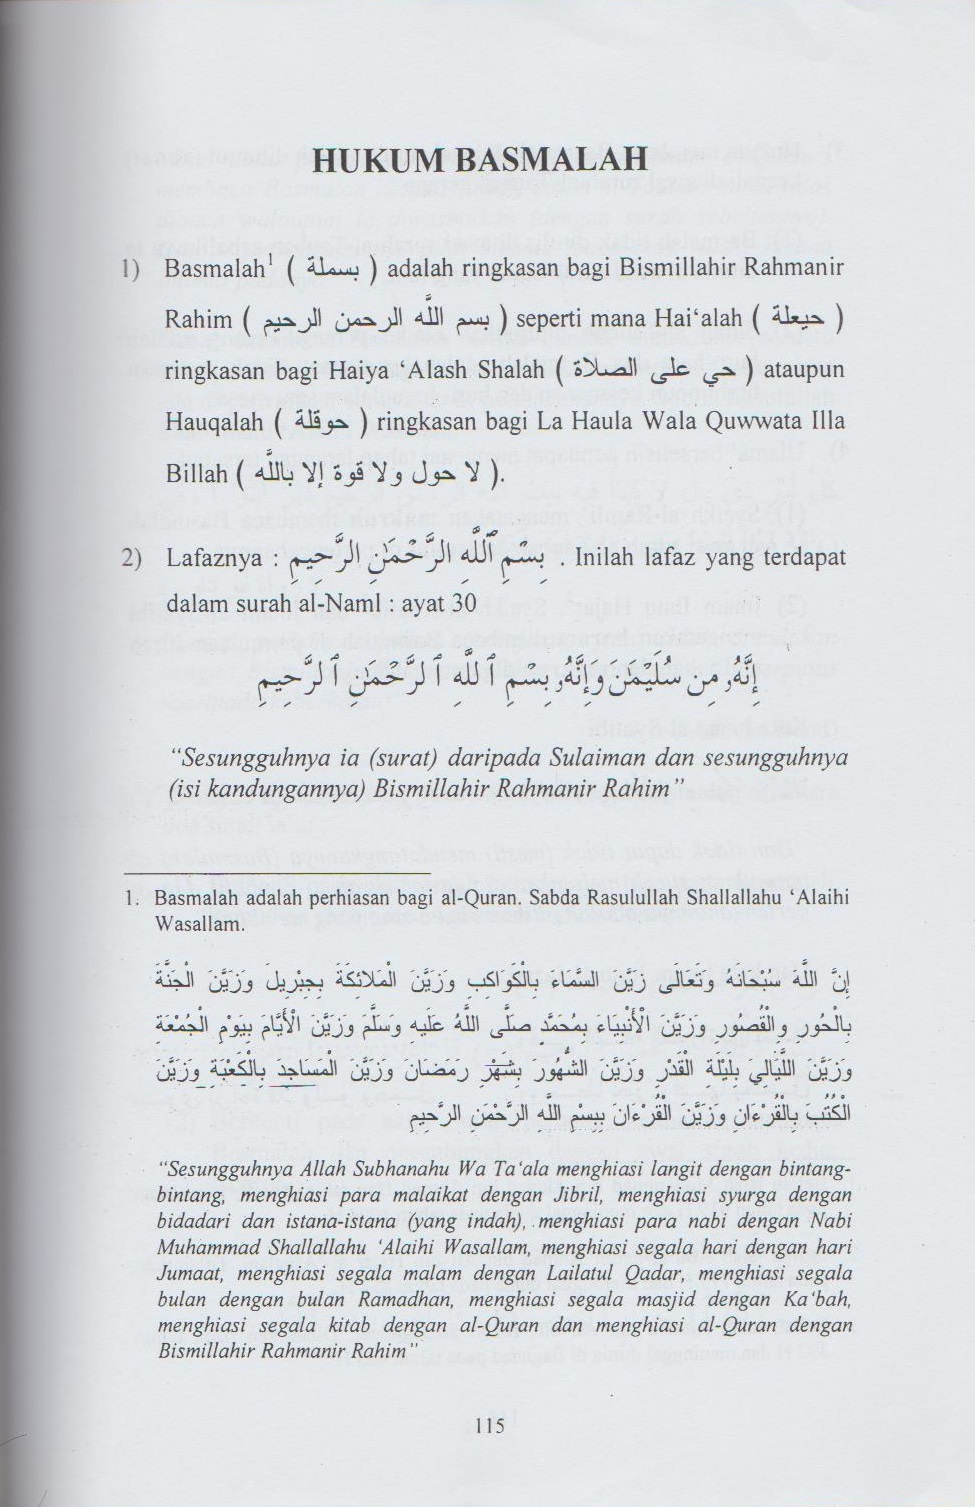 HUKUM BASMALAH
1) Basmalah¹ ( بسملة ) adalah ringkasan bagi Bismillahir Rahmanir
Rahim ( بسم الله الرحمن الرحيم ) seperti mana Hai‘alah ( حيعلة )
ringkasan bagi Haiya ‘Alash Shalah ( حي على الصلاة ) ataupun
Hauqalah ( حوقلة ) ringkasan bagi La Haula Wala Quwwata Illa
Billah ( لا حول ولا قوة إلا بالله ).
2) Lafaznya : بِسْمِ ٱللَّهِ الرَّحْمَٰنِ الرَّحِيمِ . Inilah lafaz yang terdapat
dalam surah al-Naml : ayat 30
إِنَّهُۥ مِن سُلَيْمَٰنَ وَإِنَّهُۥ بِسْمِ ٱللَّهِ ٱلرَّحْمَٰنِ ٱلرَّحِيمِ
“Sesungguhnya ia (surat) daripada Sulaiman dan sesungguhnya
(isi kandungannya) Bismillahir Rahmanir Rahim”
1. Basmalah adalah perhiasan bagi al-Quran. Sabda Rasulullah Shallallahu ‘Alaihi
Wasallam.
إِنَّ اللَّهَ سُبْحَانَهُ وَتَعَالَى زَيَّنَ السَّمَاءَ بِالْكَوَاكِبِ وَزَيَّنَ الْمَلَائِكَةَ بِجِبْرِيلَ وَزَيَّنَ الْجَنَّةَ
بِالْحُورِ وَالْقُصُورِ وَزَيَّنَ الْأَنْبِيَاءَ بِمُحَمَّدٍ صَلَّى اللَّهُ عَلَيْهِ وَسَلَّمَ وَزَيَّنَ الْأَيَّامَ بِيَوْمِ الْجُمْعَةِ
وَزَيَّنَ اللَّيَالِيَ بِلَيْلَةِ الْقَدْرِ وَزَيَّنَ الشُّهُورَ بِشَهْرِ رَمَضَانَ وَزَيَّنَ الْمَسَاجِدَ بِالْكَعْبَةِ وَزَيَّنَ
الْكُتُبَ بِالْقُرْءَانِ وَزَيَّنَ الْقُرْءَانَ بِبِسْمِ اللَّهِ الرَّحْمَنِ الرَّحِيمِ
“Sesungguhnya Allah Subhanahu Wa Ta‘ala menghiasi langit dengan bintang-
bintang, menghiasi para malaikat dengan Jibril, menghiasi syurga dengan
bidadari dan istana-istana (yang indah), menghiasi para nabi dengan Nabi
Muhammad Shallallahu ‘Alaihi Wasallam, menghiasi segala hari dengan hari
Jumaat, menghiasi segala malam dengan Lailatul Qadar, menghiasi segala
bulan dengan bulan Ramadhan, menghiasi segala masjid dengan Ka‘bah,
menghiasi segala kitab dengan al-Quran dan menghiasi al-Quran dengan
Bismillahir Rahmanir Rahim”
115